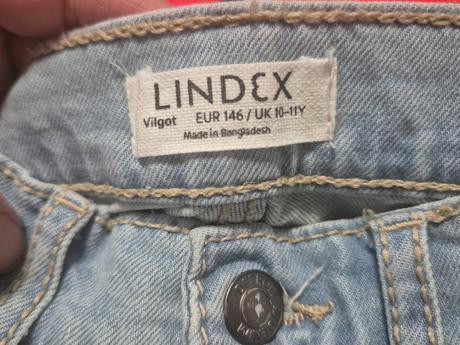 LINDEX
Vilgot EUR 146 / UK 10-11Y
Made in Bangladesh